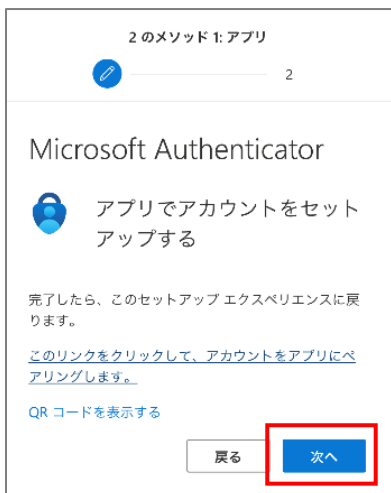 2 のメソッド 1: アプリ
2
Microsoft Authenticator
アプリでアカウントをセット
アップする
完了したら、このセットアップ エクスペリエンスに戻
ります。
このリンクをクリックして、アカウントをアプリにペ
アリングします。
QR コードを表示する
戻る
次へ